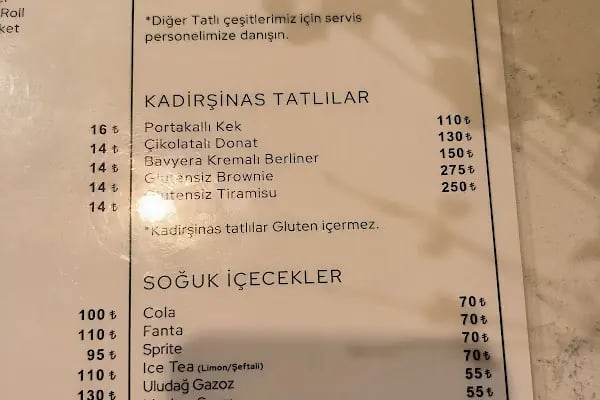 Roll
*Diğer Tatlı çeşitlerimiz için servis
personelimize danışın.
KADİRŞİNAS TATLILAR
16 ₺
14 ₺
14 ₺
14 ₺
14 ₺
Portakallı Kek 110 ₺
Çikolatalı Donat 130 ₺
Bavyera Kremalı Berliner 150 ₺
Glutensiz Brownie 275 ₺
Glutensiz Tiramisu 250 ₺
*Kadirşinas tatlılar Gluten içermez.
SOĞUK İÇECEKLER
100 ₺
110 ₺
95 ₺
110 ₺
130 ₺
Cola 70 ₺
Fanta 70 ₺
Sprite 70 ₺
Ice Tea (Limon/Şeftali) 70 ₺
Uludağ Gazoz 55 ₺
55 ₺